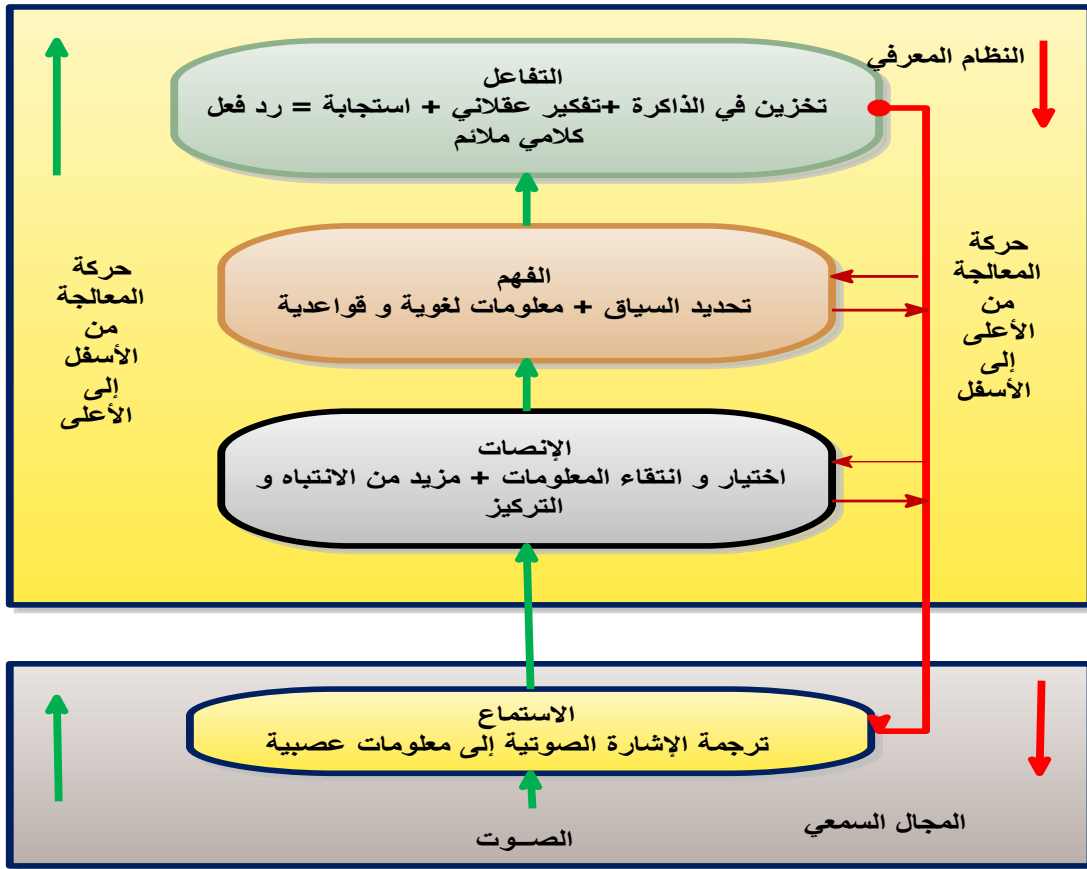 النظام المعرفي
التفاعل
تخزين في الذاكرة +تفكير عقلاني + استجابة = رد فعل
كلامي ملائم
حركة
المعالجة
من
الأعلى
إلى
الأسفل
الفهم
تحديد السياق + معلومات لغوية و قواعدية
حركة
المعالجة
من
الأسفل
إلى
الأعلى
الإنصات
اختيار و انتقاء المعلومات + مزيد من الانتباه و
التركيز
الاستماع
ترجمة الإشارة الصوتية إلى معلومات عصبية
المجال السمعي
الصــوت